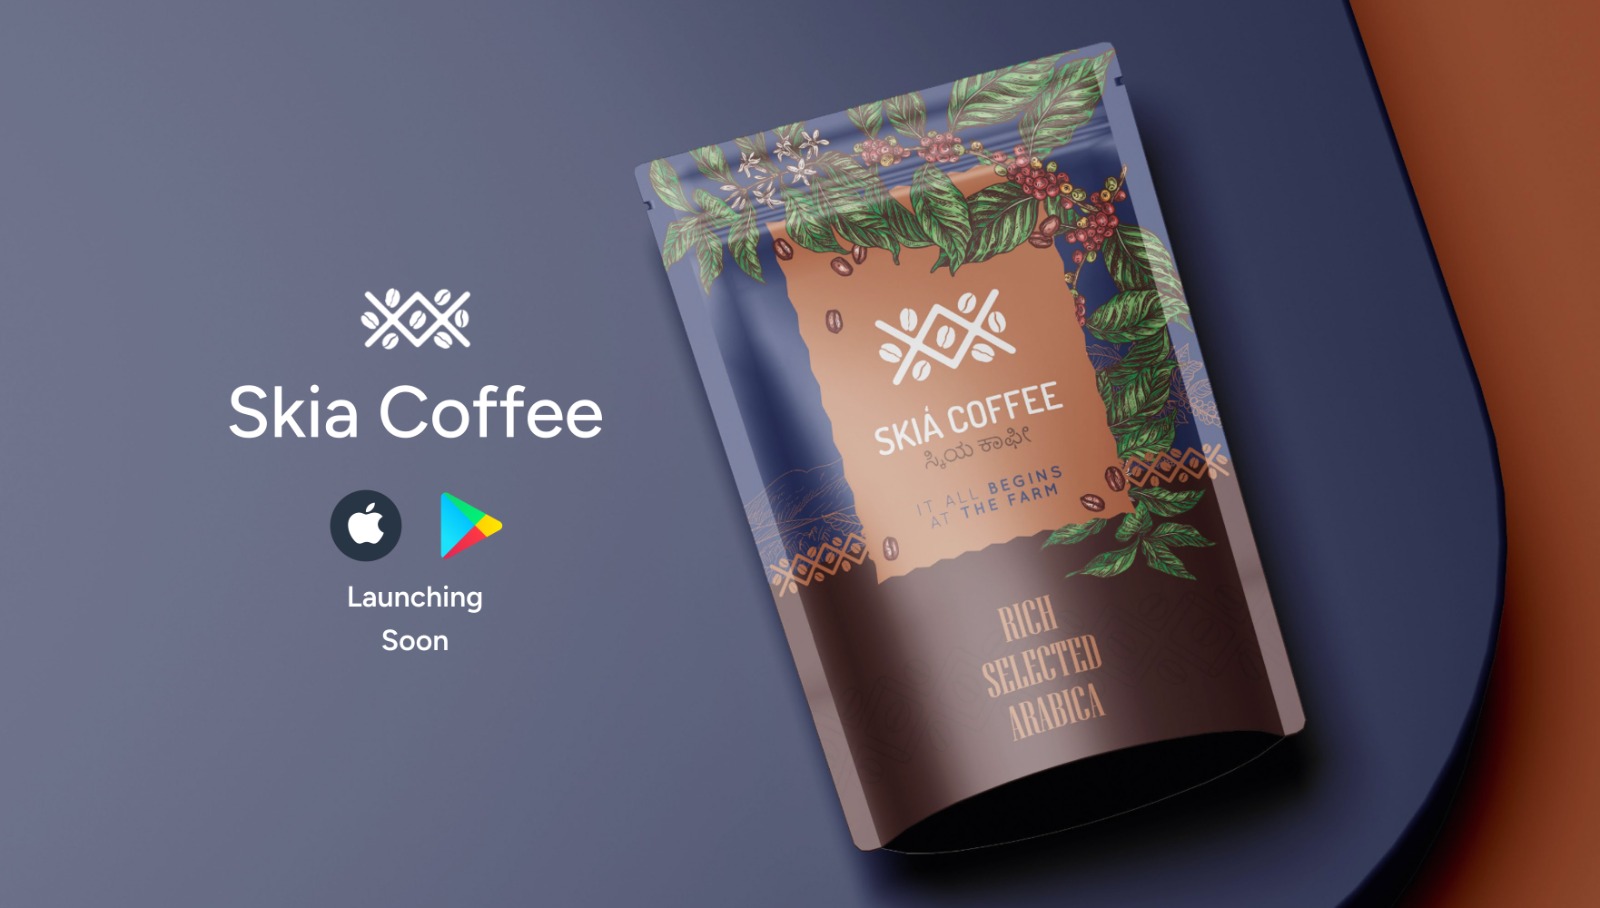 Skia Coffee
Launching
Soon
SKIÁ COFFEE
ಸ್ಕಿಯ ಕಾಫೀ
IT ALL BEGINS
AT THE FARM
RICH
SELECTED
ARABICA